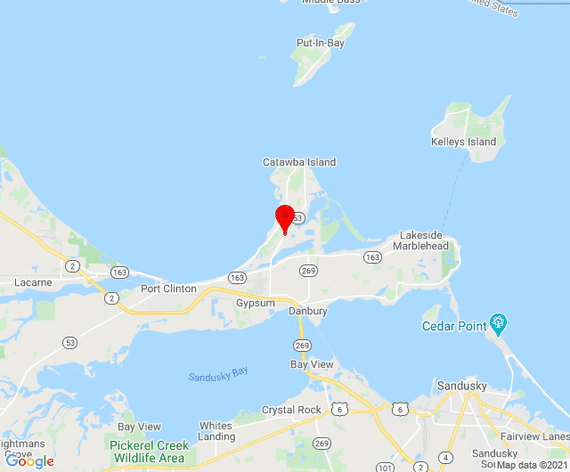 Middle Bass
United States
Put-In-Bay
Kelleys Island
Catawba Island
53
Lakeside
Marblehead
2
163
163
163
269
Lacarne
Port Clinton
2
Gypsum
Danbury
Cedar Point
53
269
Sandusky Bay
Bay View
Sandusky
Crystal Rock
6
6
Bay View
Whites
Landing
Pickerel Creek
Wildlife Area
269
101
4
Sandusky
Fairview Lanes
Grove
Google
Map data ©2021